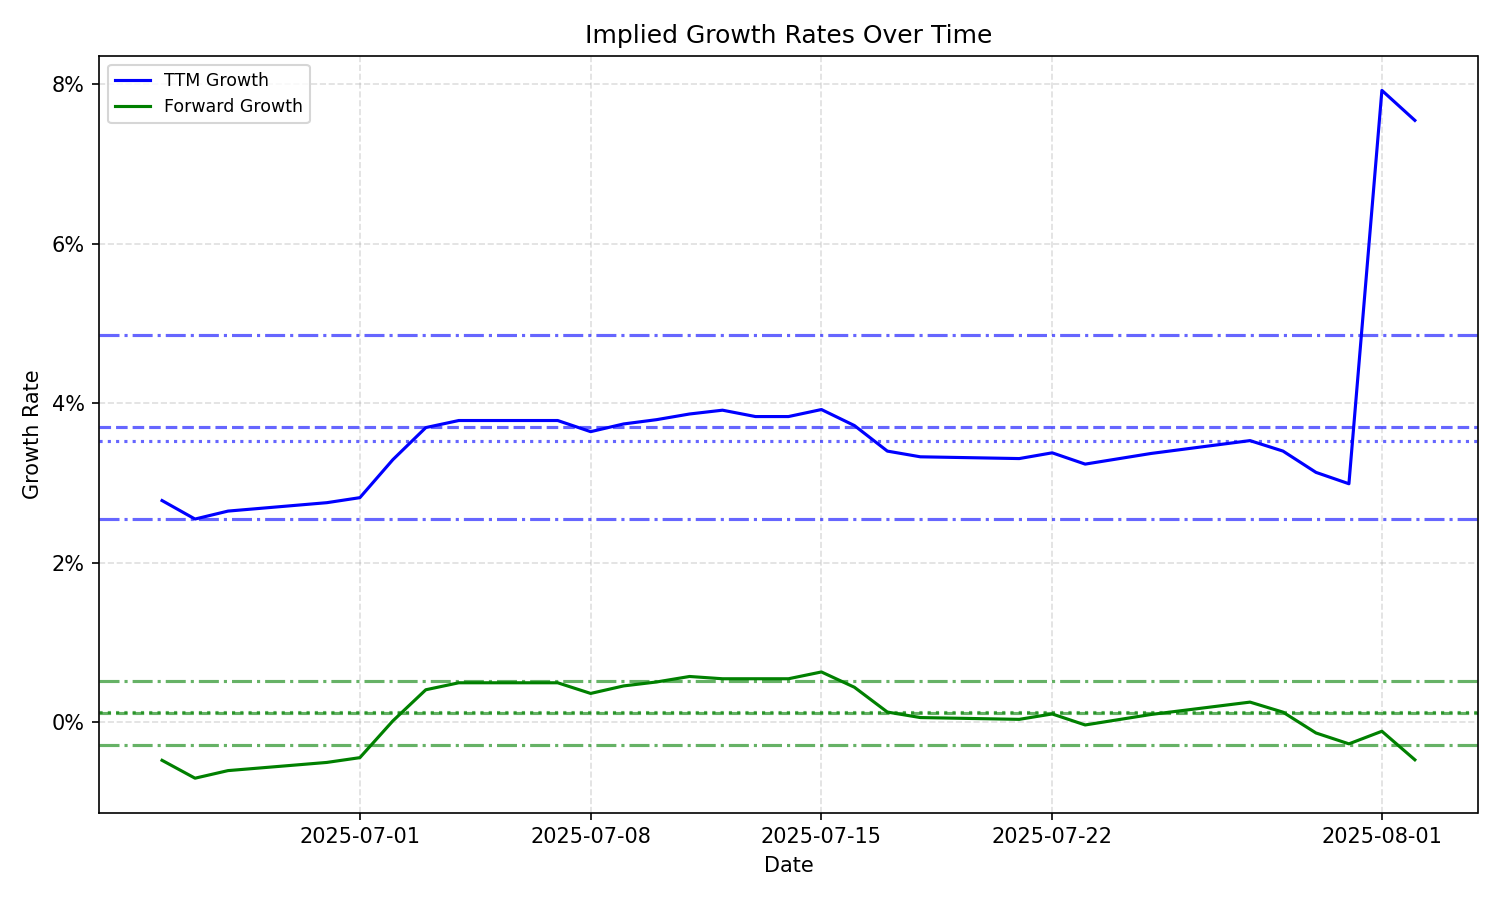 Implied Growth Rates Over Time
TTM Growth
Forward Growth
8%
6%
4%
2%
0%
Growth Rate
2025-07-01
2025-07-08
2025-07-15
2025-07-22
2025-08-01
Date